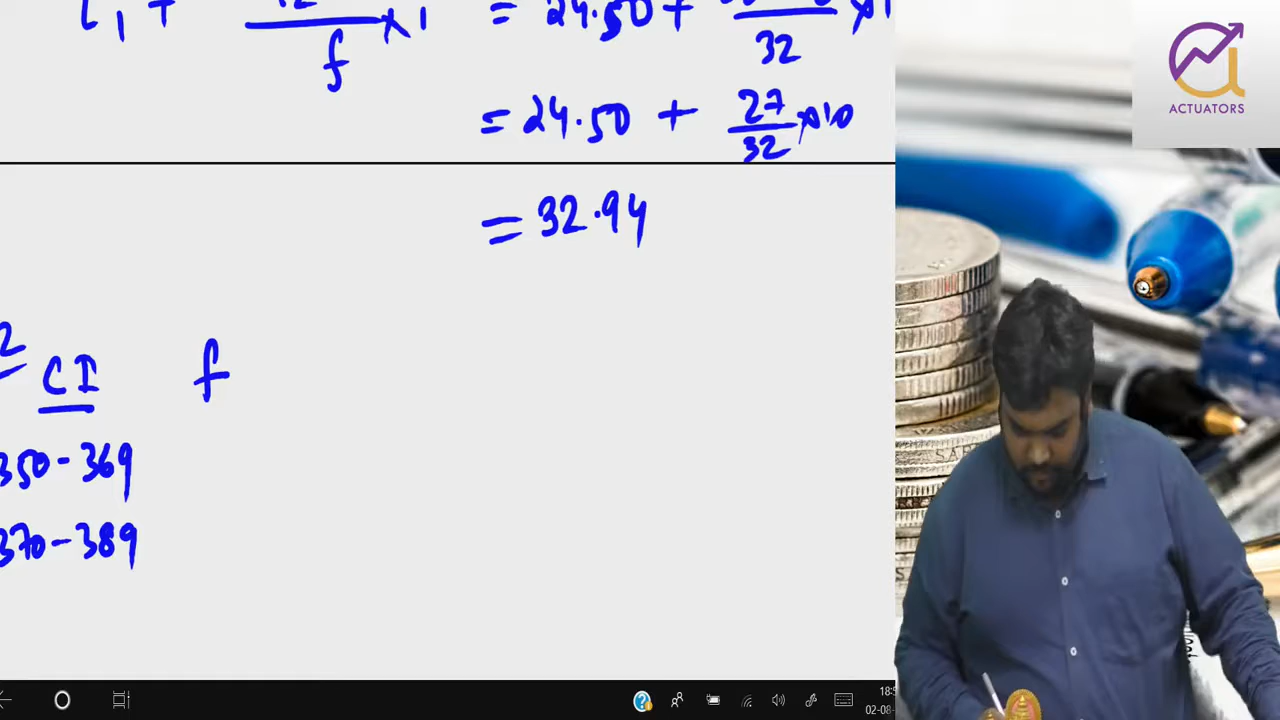 = 24.50 +
32
f
= 24.50 + 27/32 × 10
= 32.94
CI f
350 - 369
370 - 389
ACTUATORS